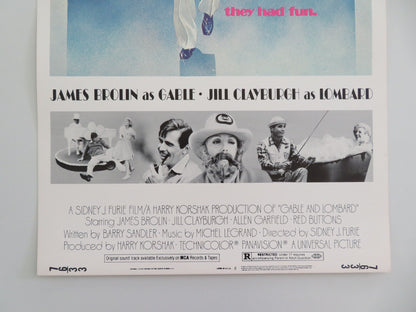 they had fun.
JAMES BROLIN as GABLE • JILL CLAYBURGH as LOMBARD
A SIDNEY J. FURIE FILM/A HARRY KORSHAK PRODUCTION OF "GABLE AND LOMBARD"
Starring JAMES BROLIN · JILL CLAYBURGH · ALLEN GARFIELD · RED BUTTONS
Written by BARRY SANDLER · Music by MICHEL LEGRAND · Directed by SIDNEY J. FURIE
Produced by HARRY KORSHAK · TECHNICOLOR® PANAVISION® A UNIVERSAL PICTURE
Original sound track available Exclusively on MCA Records & Tapes
R RESTRICTED